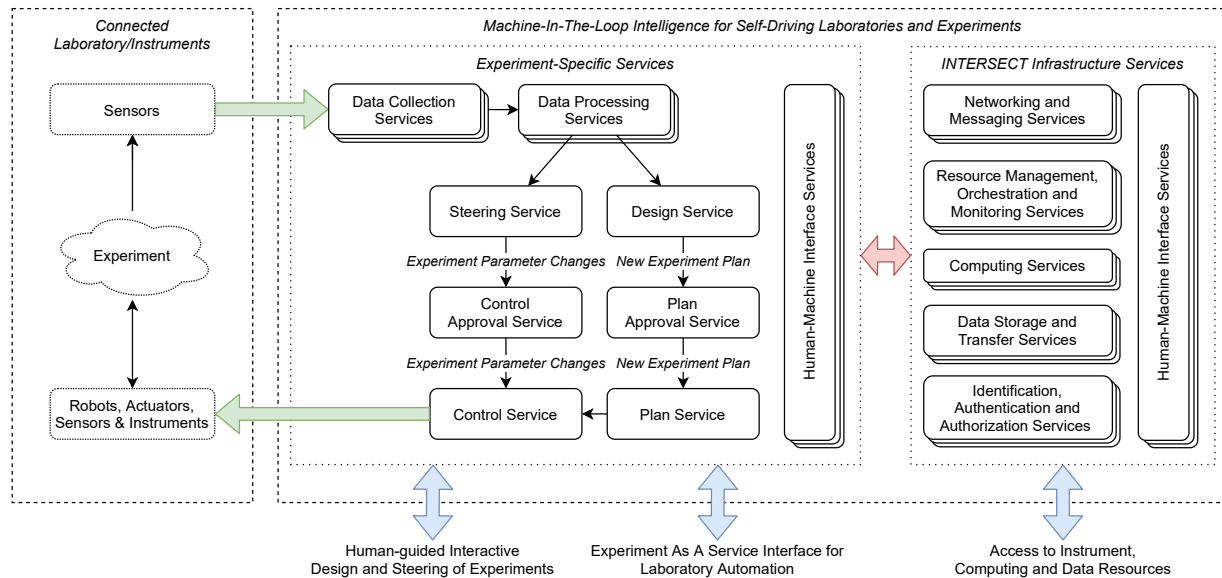 Connected
Laboratory/Instruments
Sensors
Experiment
Robots, Actuators,
Sensors & Instruments
Machine-In-The-Loop Intelligence for Self-Driving Laboratories and Experiments
Experiment-Specific Services
Data Collection
Services
Data Processing
Services
Steering Service
Design Service
Experiment Parameter Changes
New Experiment Plan
Control
Approval Service
Plan
Approval Service
Experiment Parameter Changes
New Experiment Plan
Control Service
Plan Service
Human-Machine Interface Services
INTERSECT Infrastructure Services
Networking and
Messaging Services
Resource Management,
Orchestration and
Monitoring Services
Computing Services
Data Storage and
Transfer Services
Identification,
Authentication and
Authorization Services
Human-Machine Interface Services
Human-guided Interactive
Design and Steering of Experiments
Experiment As A Service Interface for
Laboratory Automation
Access to Instrument,
Computing and Data Resources